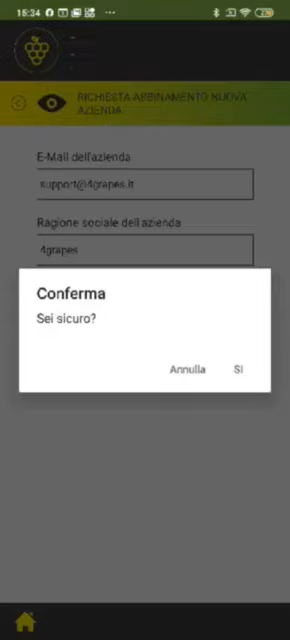 15:34
RICHIESTA ABBINAMENTO NUOVA
AZIENDA
E-Mail dell'azienda
support@4grapes.it
Ragione sociale dell'azienda
4grapes
Conferma
Sei sicuro?
Annulla
SI